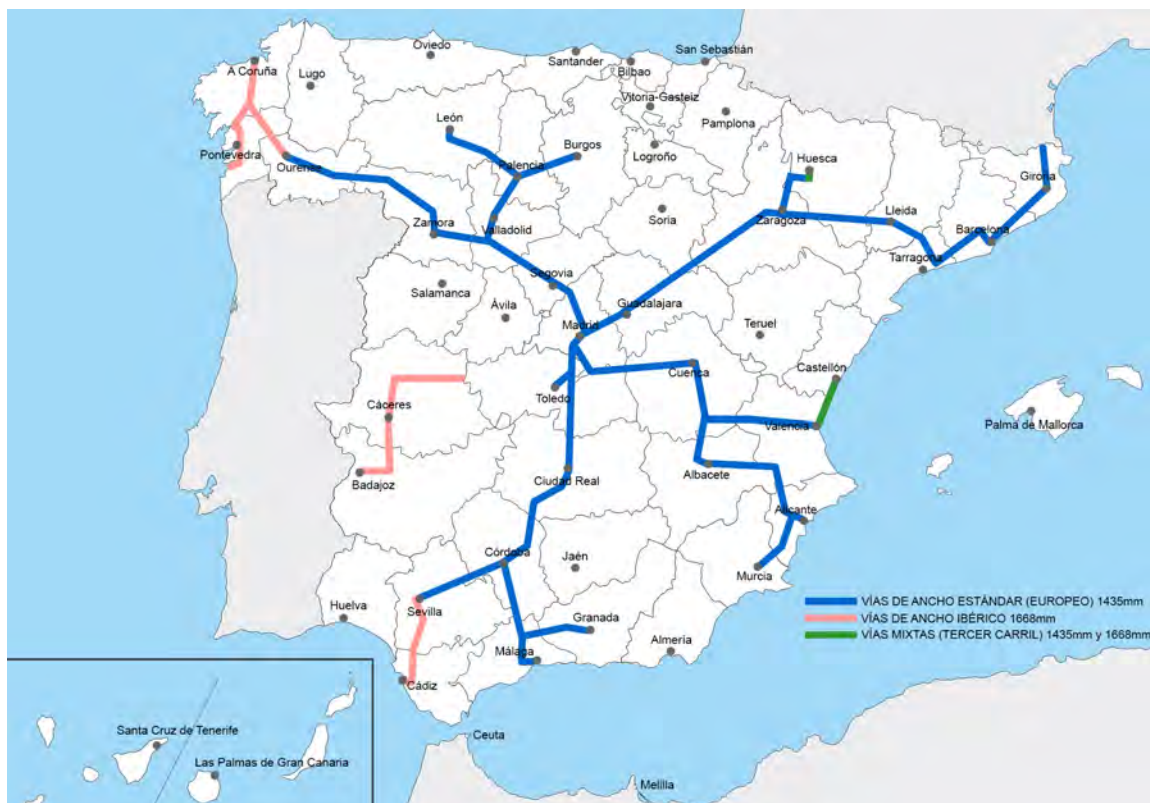 Oviedo
Santander
San Sebastián
Bilbao
A Coruña
Lugo
Vitoria-Gasteiz
Pamplona
León
Burgos
Logroño
Pontevedra
Ourense
Palencia
Huesca
Girona
Zamora
Valladolid
Soria
Zaragoza
Lleida
Barcelona
Tarragona
Segovia
Salamanca
Ávila
Guadalajara
Madrid
Teruel
Cuenca
Castellón
Toledo
Cáceres
Valencia
Palma de Mallorca
Badajoz
Ciudad Real
Albacete
Alicante
Córdoba
Jaén
Murcia
Huelva
Sevilla
Granada
Almería
Málaga
Cádiz
VÍAS DE ANCHO ESTÁNDAR (EUROPEO) 1435mm
VÍAS DE ANCHO IBÉRICO 1668mm
VÍAS MIXTAS (TERCER CARRIL) 1435mm y 1668mm
Santa Cruz de Tenerife
Las Palmas de Gran Canaria
Ceuta
Melilla